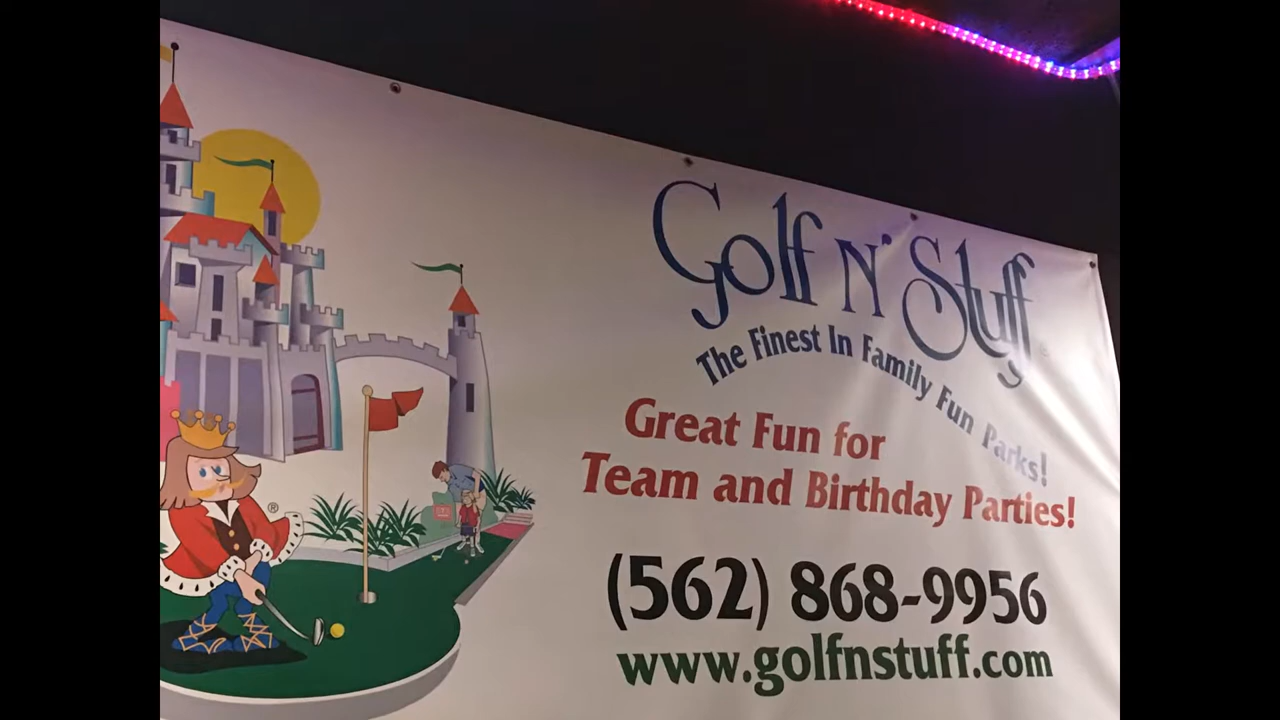 Golf N' Stuff
The Finest In Family Fun Parks!
Great Fun for
Team and Birthday Parties!
(562) 868-9956
www.golfnstuff.com
®